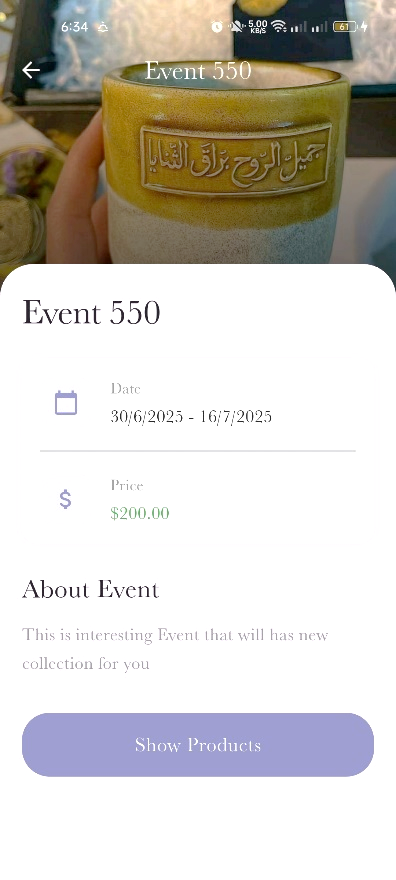 6:34
5.00
KB/S
61
Event 550
جميل الروح براق الثنايا
Event 550
Date
30/6/2025 - 16/7/2025
Price
$200.00
About Event
This is interesting Event that will has new
collection for you
Show Products